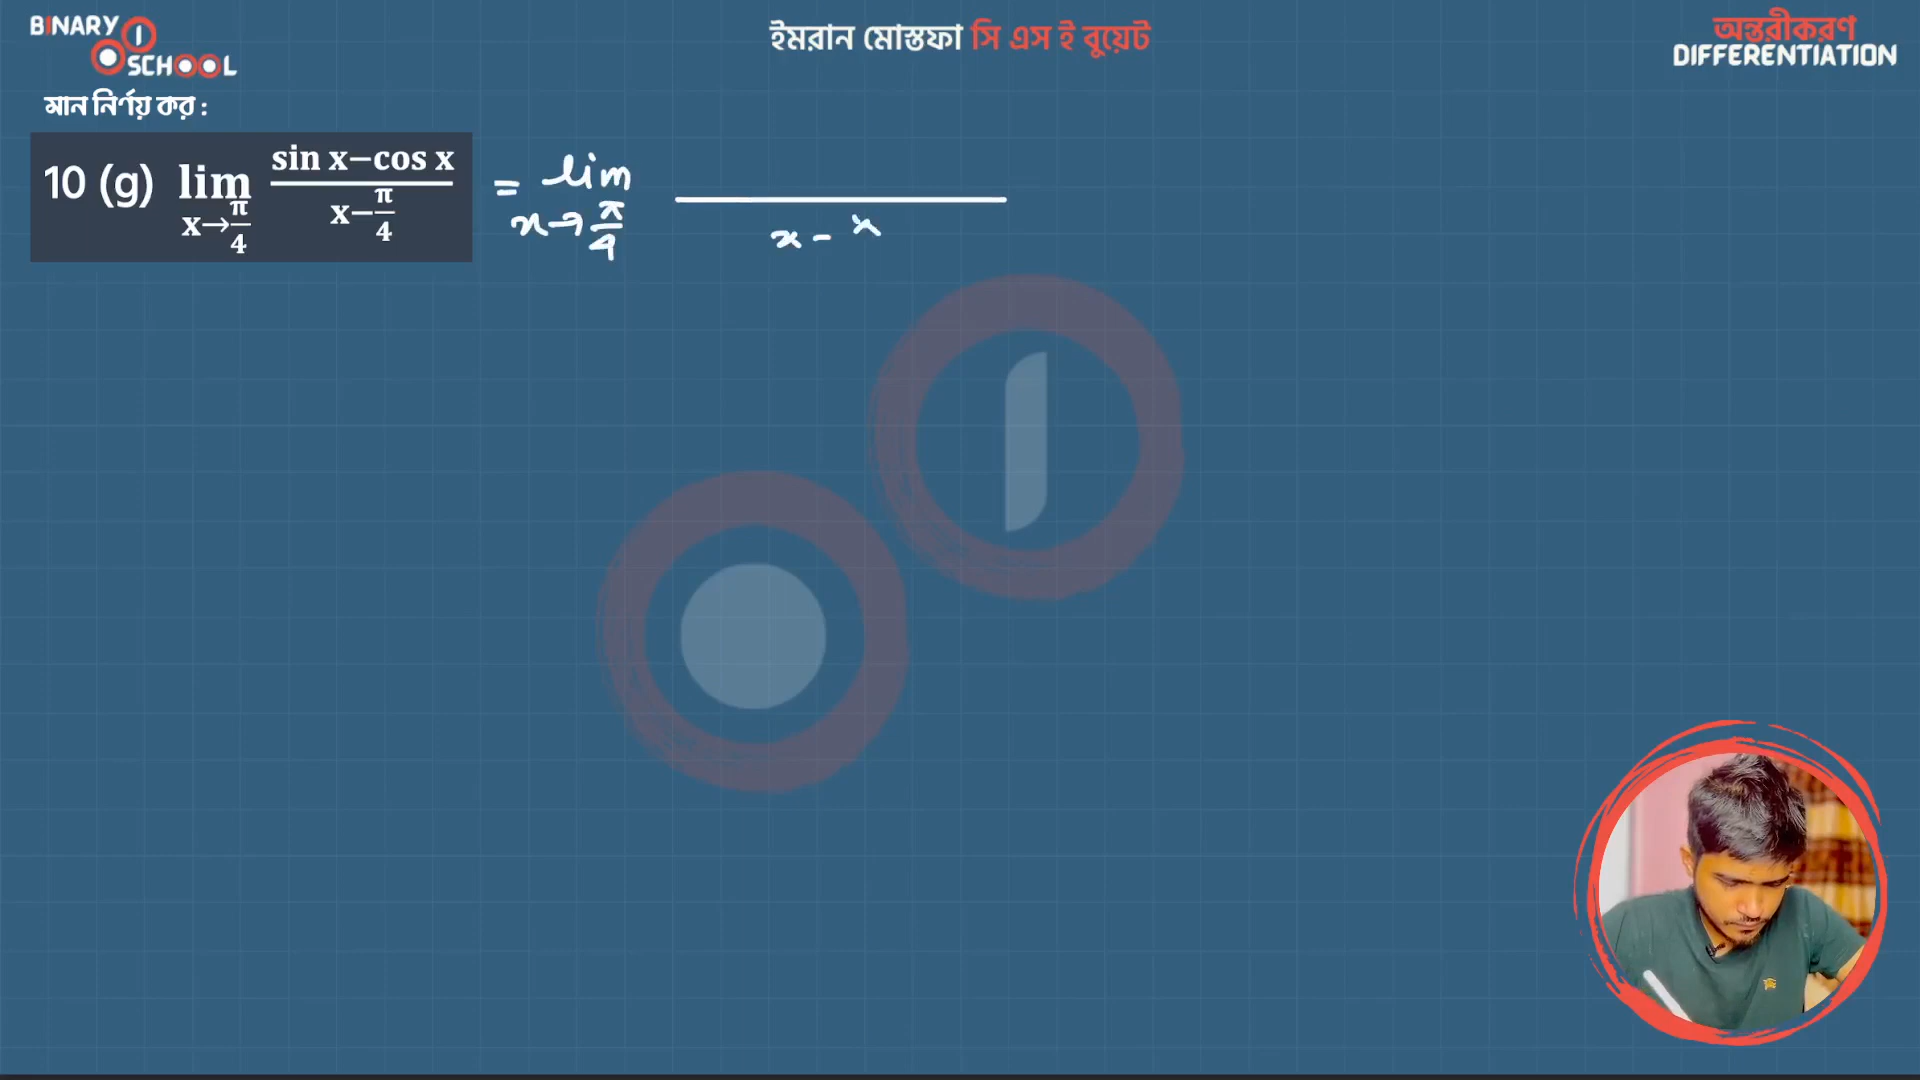 BINARY SCHOOL
ইমরান মোস্তফা সি এস ই বুয়েট
অন্তরীকরণ
DIFFERENTIATION
মান নির্ণয় কর :
10 (g) lim x→π/4 (sin x−cos x)/(x−π/4) = lim x→π/4 x −